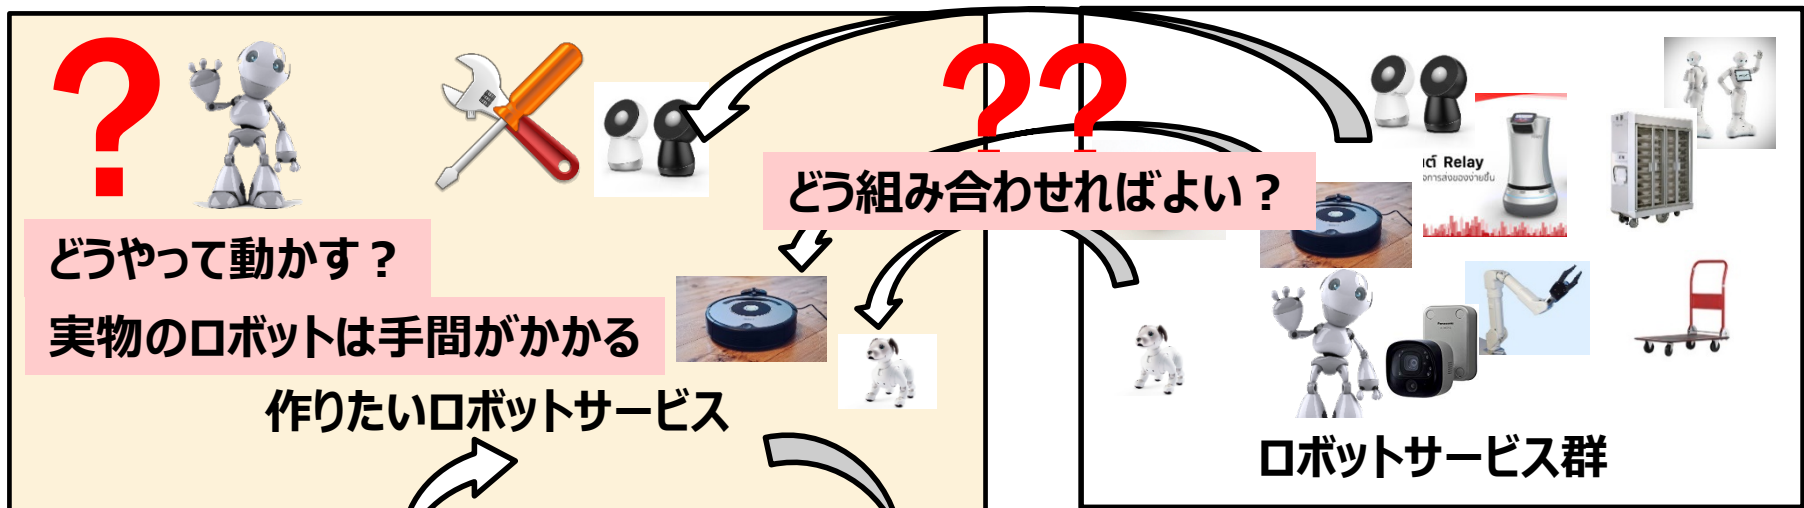 ?
??
どう組み合わせればよい？
どうやって動かす？
実物のロボットは手間がかかる
作りたいロボットサービス
นต์ Relay
ロボットサービス群